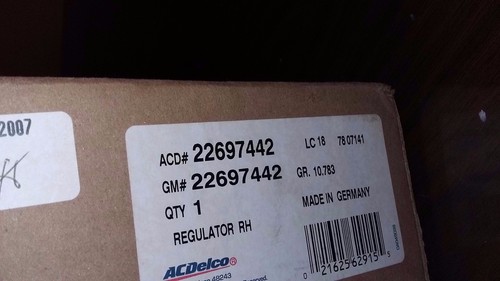 2007
ACD# 22697442 LC 18 78 07141
GM# 22697442 GR. 10.783
QTY 1 MADE IN GERMANY
REGULATOR RH
ACDelco®
48243
0 21625 62915 5